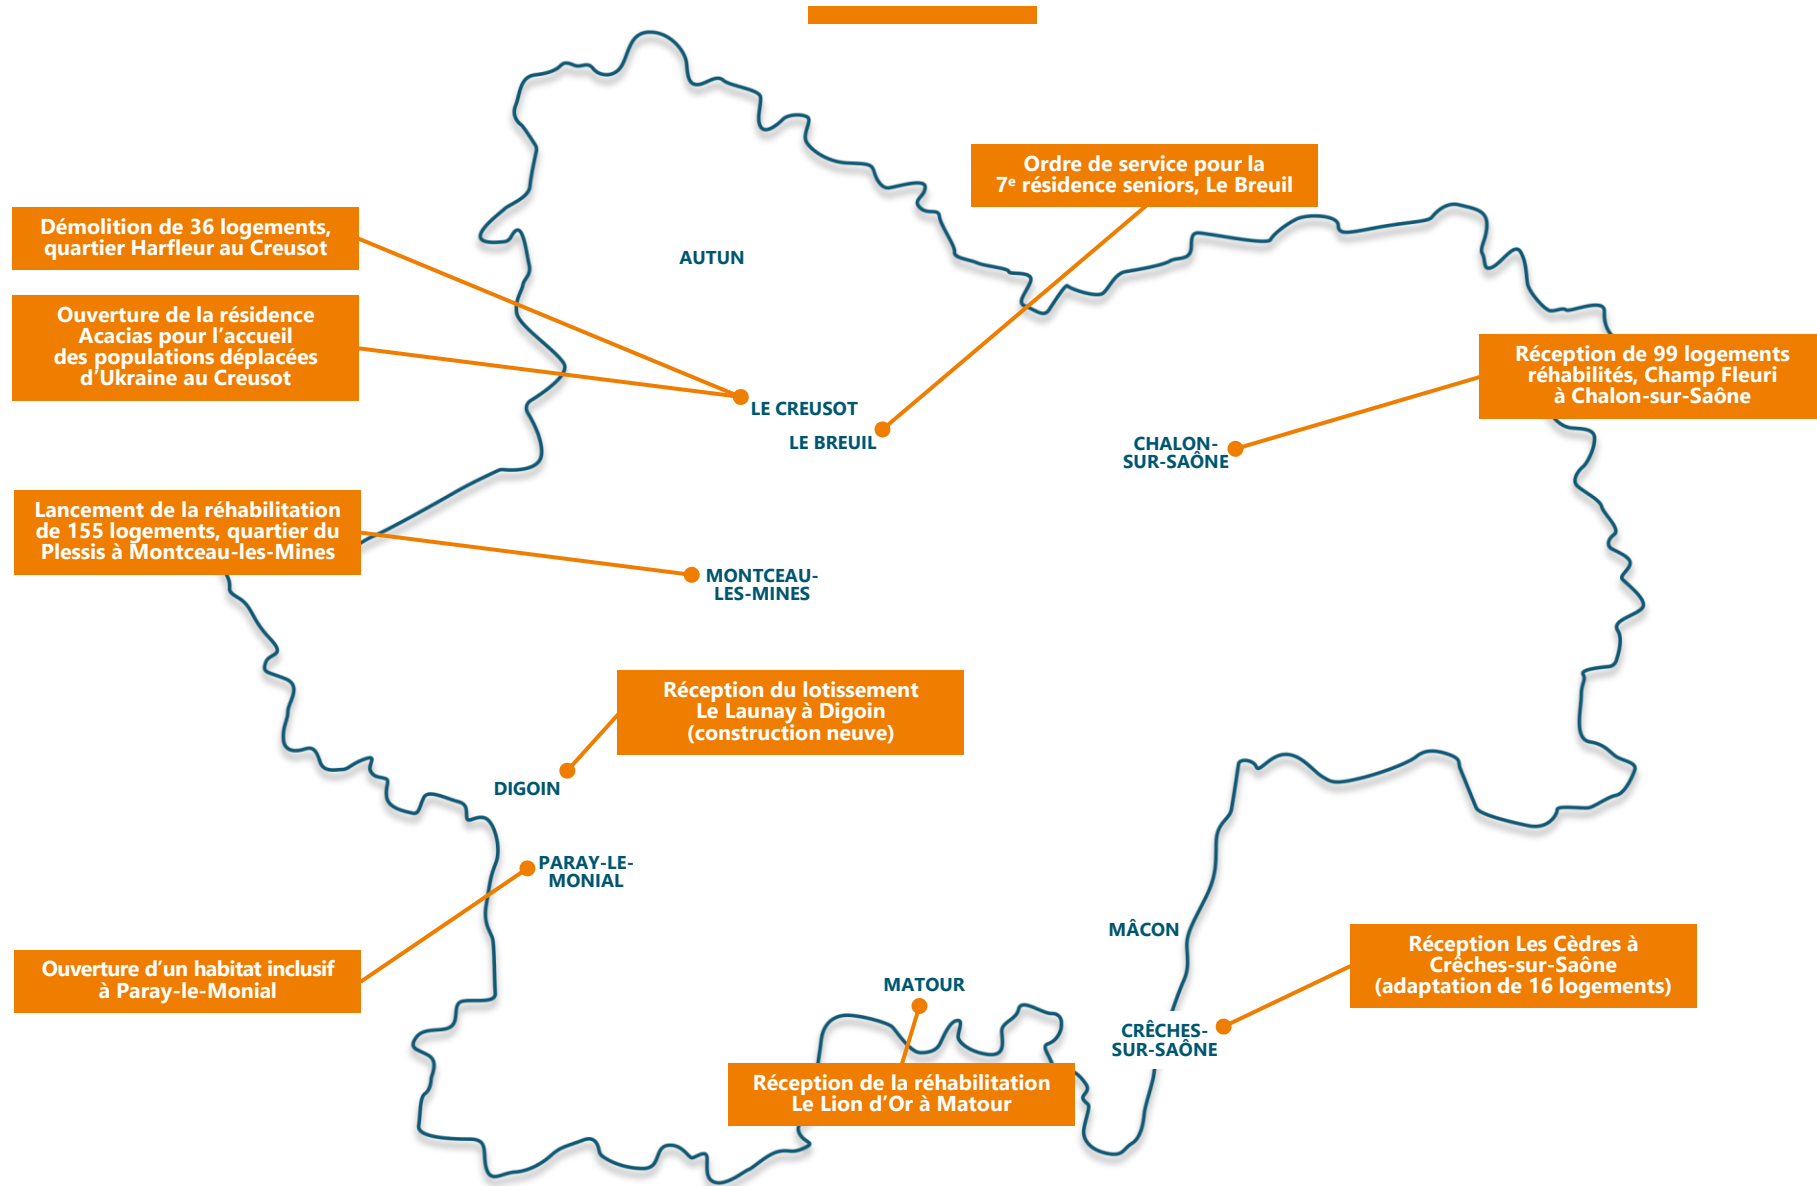 Ordre de service pour la
7e résidence seniors, Le Breuil
Démolition de 36 logements,
quartier Harfleur au Creusot
AUTUN
Ouverture de la résidence
Acacias pour l’accueil
des populations déplacées
d’Ukraine au Creusot
Réception de 99 logements
réhabilités, Champ Fleuri
à Chalon-sur-Saône
LE CREUSOT
LE BREUIL
CHALON-
SUR-SAÔNE
Lancement de la réhabilitation
de 155 logements, quartier du
Plessis à Montceau-les-Mines
MONTCEAU-
LES-MINES
Réception du lotissement
Le Launay à Digoin
(construction neuve)
DIGOIN
PARAY-LE-
MONIAL
MÂCON
Ouverture d’un habitat inclusif
à Paray-le-Monial
Réception Les Cèdres à
Crêches-sur-Saône
(adaptation de 16 logements)
MATOUR
CRÊCHES-
SUR-SAÔNE
Réception de la réhabilitation
Le Lion d’Or à Matour